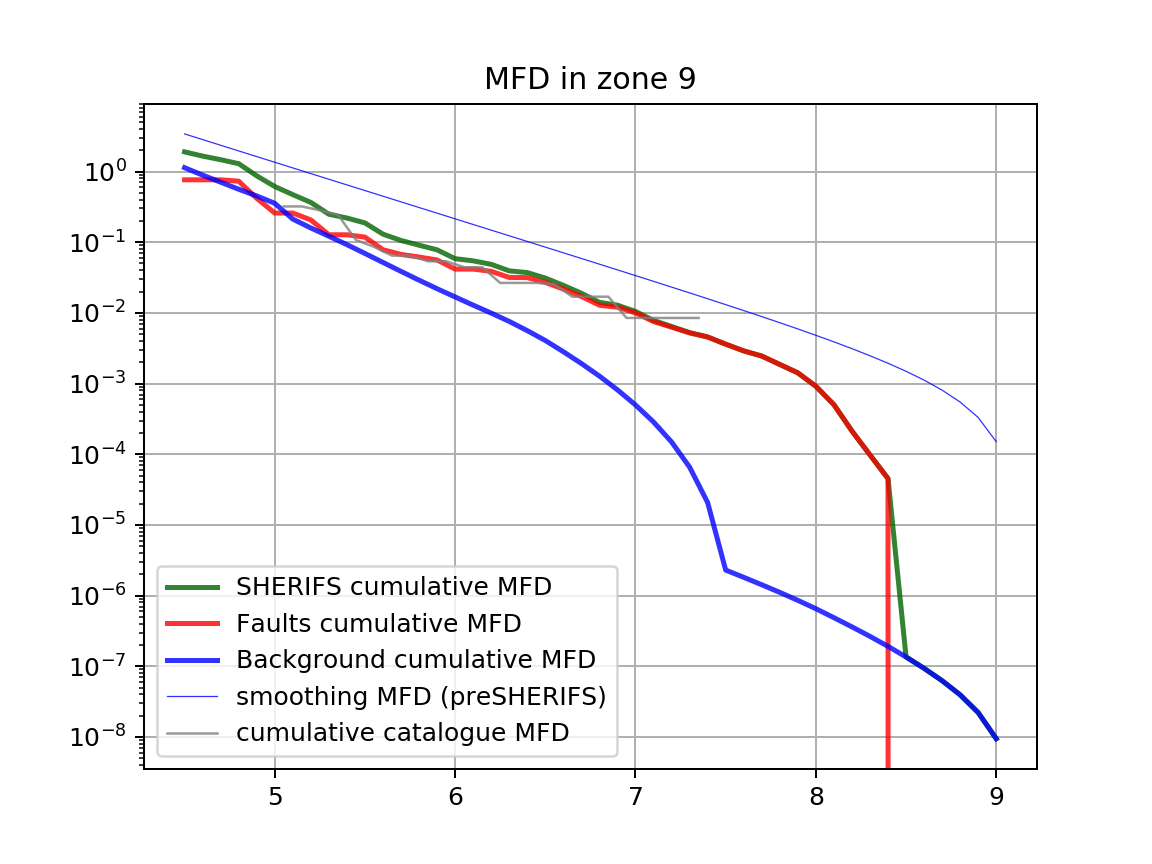 MFD in zone 9
10⁰
10⁻¹
10⁻²
10⁻³
10⁻⁴
10⁻⁵
10⁻⁶
10⁻⁷
10⁻⁸
SHERIFS cumulative MFD
Faults cumulative MFD
Background cumulative MFD
smoothing MFD (preSHERIFS)
cumulative catalogue MFD
5 6 7 8 9